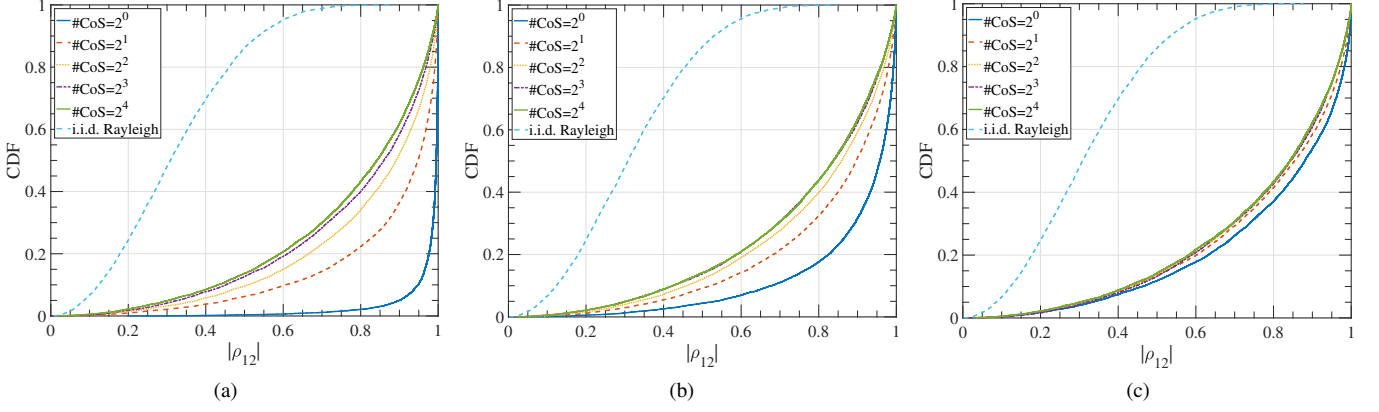 1
0.8
0.6
0.4
0.2
0
CDF
#CoS=2^0
#CoS=2^1
#CoS=2^2
#CoS=2^3
#CoS=2^4
i.i.d. Rayleigh
0 0.2 0.4 0.6 0.8 1
|ρ_12|
(a)
1
0.8
0.6
0.4
0.2
0
CDF
#CoS=2^0
#CoS=2^1
#CoS=2^2
#CoS=2^3
#CoS=2^4
i.i.d. Rayleigh
0 0.2 0.4 0.6 0.8 1
|ρ_12|
(b)
1
0.8
0.6
0.4
0.2
0
CDF
#CoS=2^0
#CoS=2^1
#CoS=2^2
#CoS=2^3
#CoS=2^4
i.i.d. Rayleigh
0 0.2 0.4 0.6 0.8 1
|ρ_12|
(c)